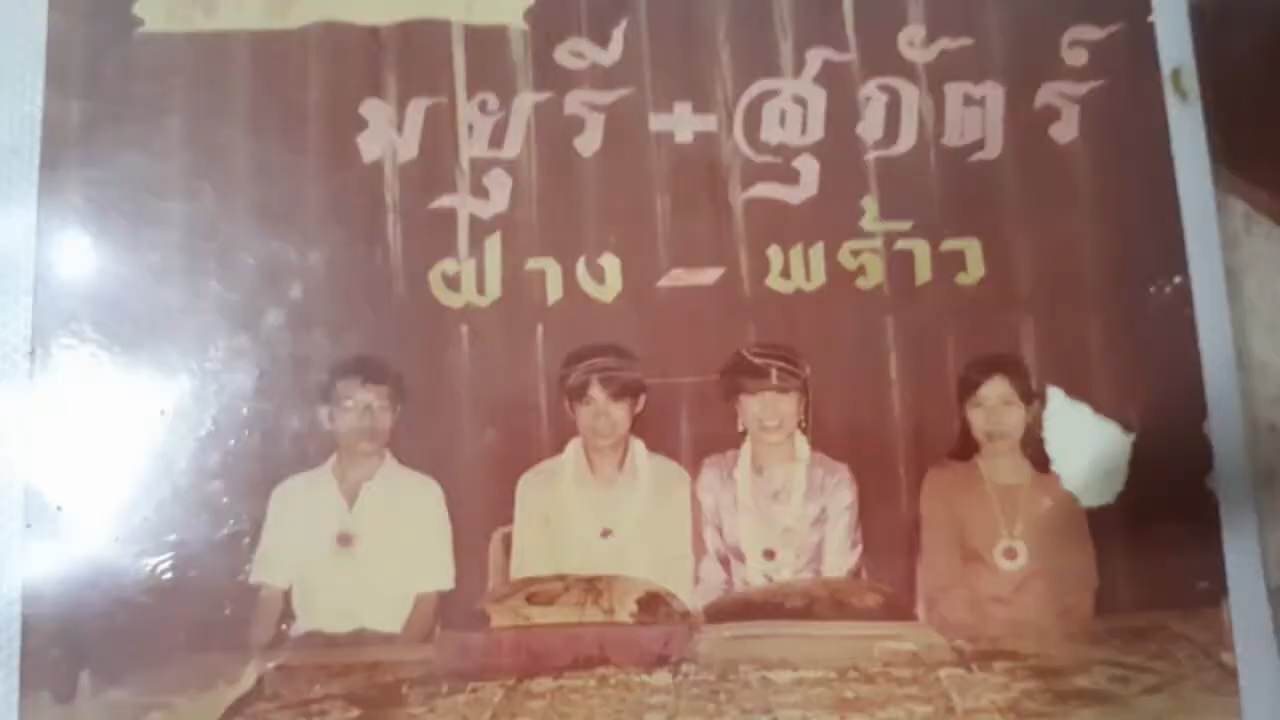 มยุรี + สุภัตร์
ฝาง - พร้าว